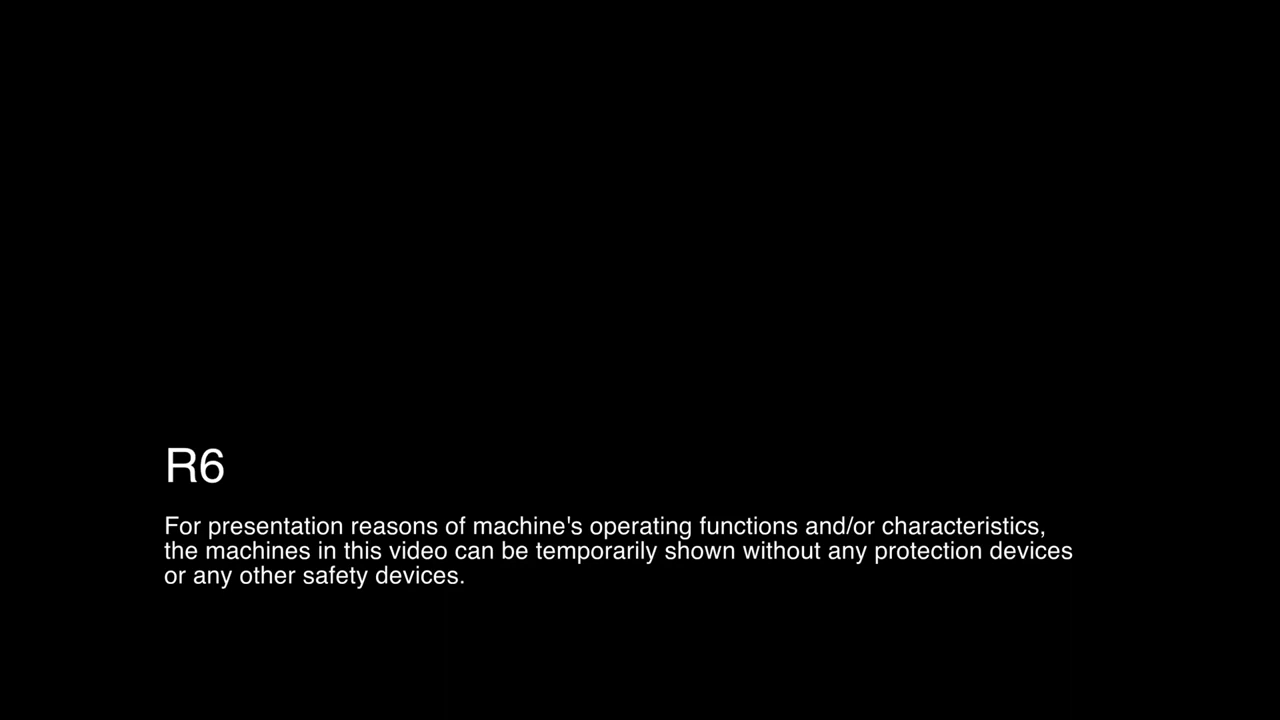 R6
For presentation reasons of machine's operating functions and/or characteristics,
the machines in this video can be temporarily shown without any protection devices
or any other safety devices.